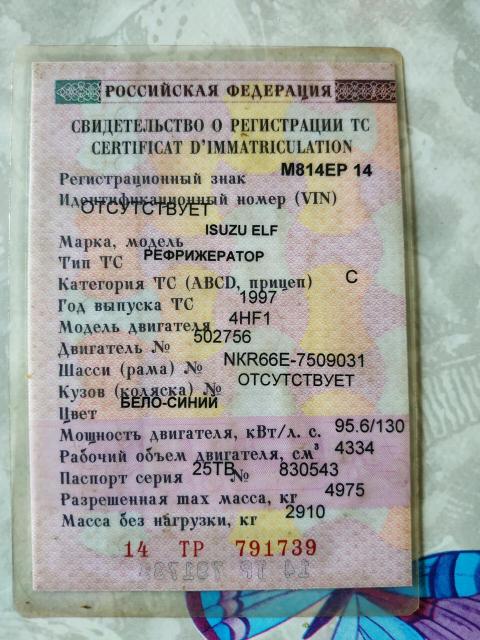 РОССИЙСКАЯ ФЕДЕРАЦИЯ
СВИДЕТЕЛЬСТВО О РЕГИСТРАЦИИ ТС
CERTIFICAT D'IMMATRICULATION
Регистрационный знак М814ЕР 14
Идентификационный номер (VIN)
ОТСУТСТВУЕТ
Марка, модель ISUZU ELF
Тип ТС РЕФРИЖЕРАТОР
Категория ТС (ABCD, прицеп) C
Год выпуска ТС 1997
Модель двигателя 4HF1
Двигатель № 502756
Шасси (рама) № NKR66E-7509031
Кузов (коляска) № ОТСУТСТВУЕТ
Цвет БЕЛО-СИНИЙ
Мощность двигателя, кВт/л. с. 95.6/130
Рабочий объем двигателя, см³ 4334
Паспорт серия 25ТВ № 830543
Разрешенная max масса, кг 4975
Масса без нагрузки, кг 2910
14 ТР 791739